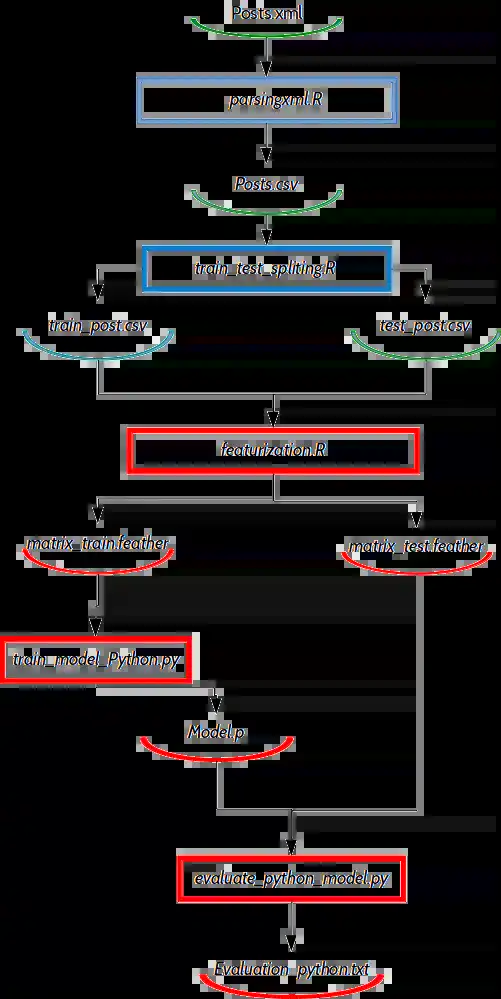 Posts.xml
parsingxml.R
Posts.csv
train_test_spliting.R
train_post.csv
test_post.csv
featurization.R
matrix_train.feather
matrix_test.feather
train_model_Python.py
Model.p
evaluate_python_model.py
Evaluation_python.txt